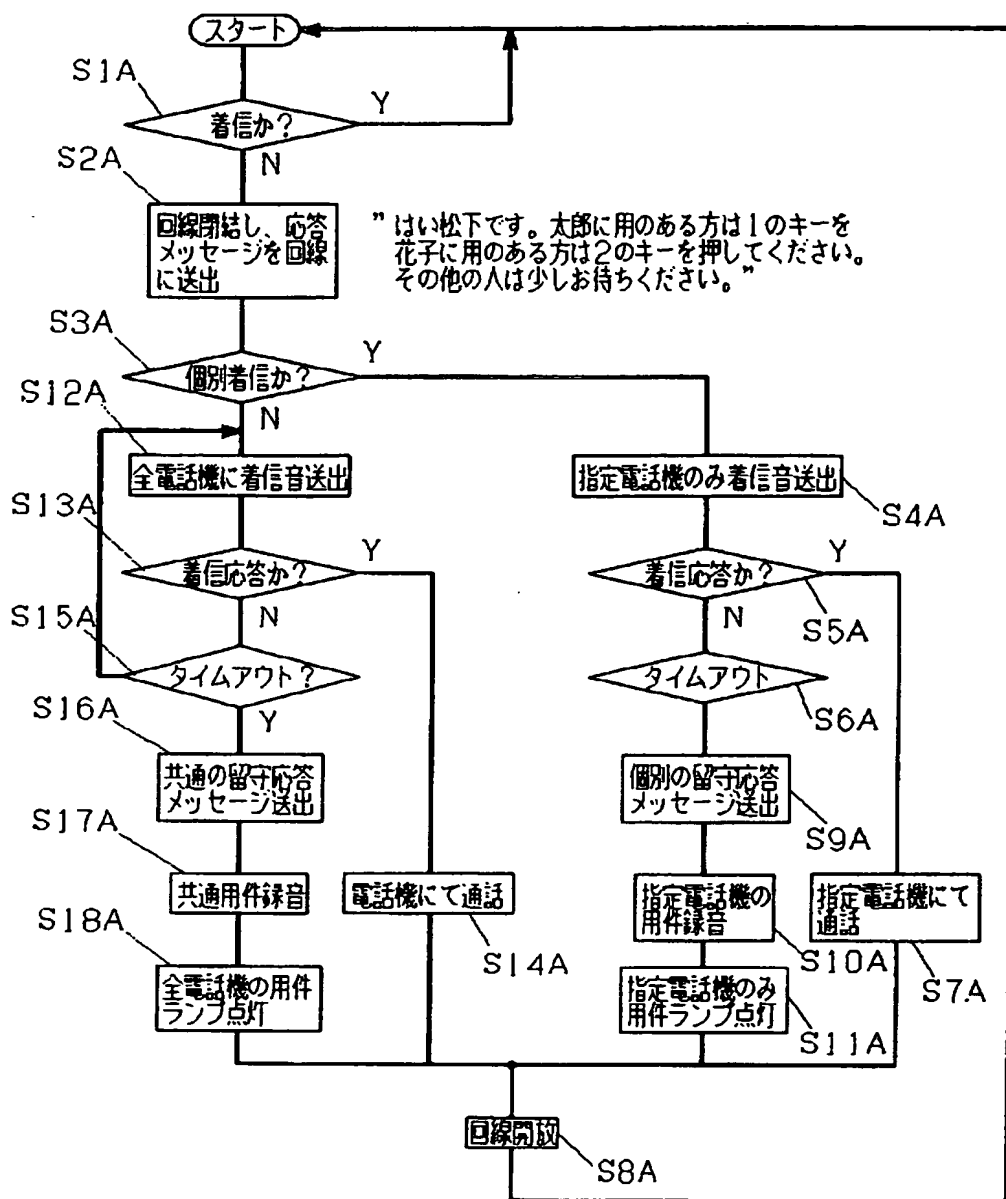 スタート
S1A
着信か?
Y
N
S2A
回線閉結し、応答
メッセージを回線
に送出
”はい松下です。太郎に用のある方は1のキーを
花子に用のある方は2のキーを押してください。
その他の人は少しお待ちください。”
S3A
個別着信か?
Y
N
S12A
全電話機に着信音送出
指定電話機のみ着信音送出
S4A
S13A
着信応答か?
Y
N
着信応答か?
Y
N
S5A
S15A
タイムアウト?
Y
タイムアウト
S6A
S16A
共通の留守応答
メッセージ送出
個別の留守応答
メッセージ送出
S9A
S17A
共通用件録音
電話機にて通話
S14A
指定電話機の
用件録音
S10A
指定電話機にて
通話
S7A
S18A
全電話機の用件
ランプ点灯
指定電話機のみ
用件ランプ点灯
S11A
回線開放
S8A